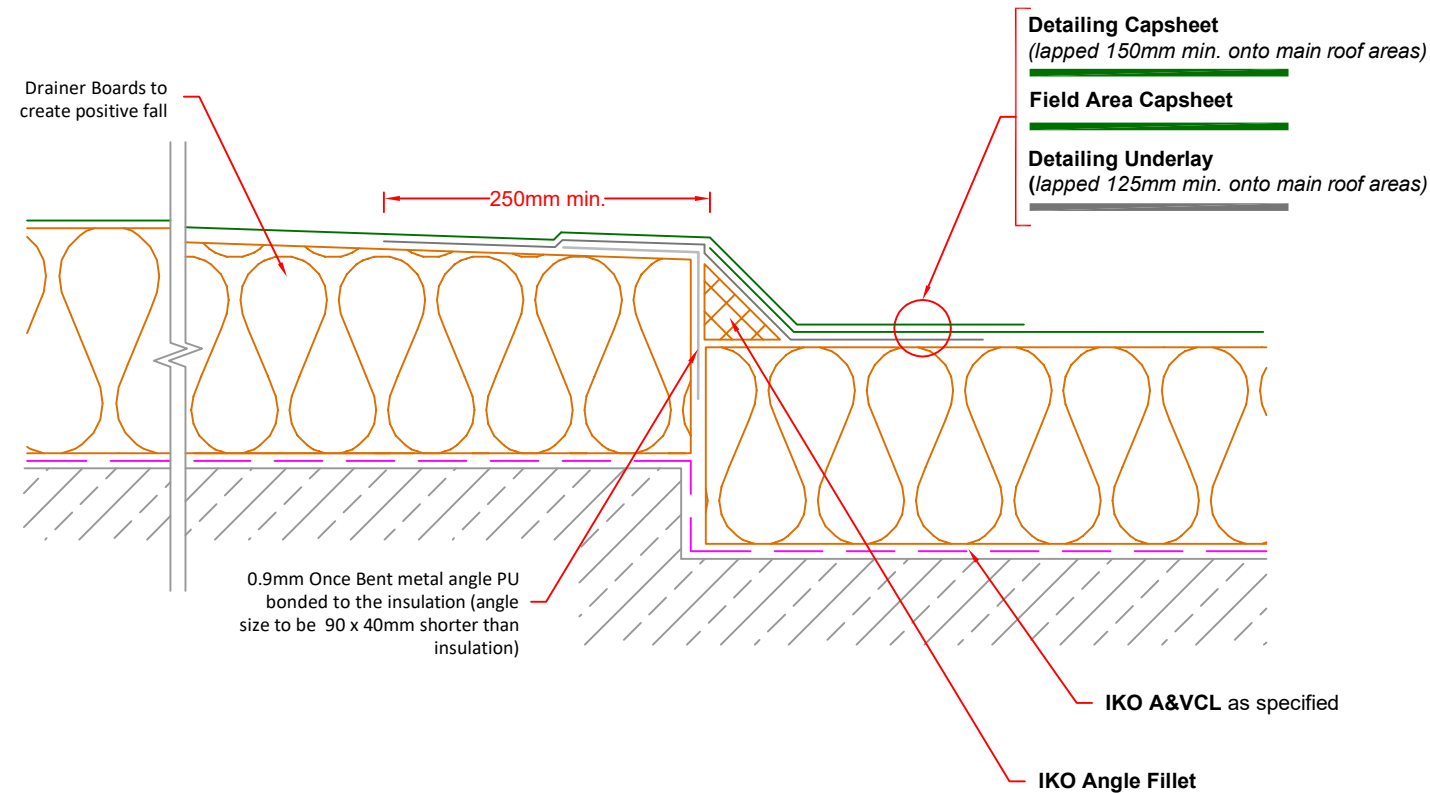 Detailing Capsheet
(lapped 150mm min. onto main roof areas)
Field Area Capsheet
Detailing Underlay
(lapped 125mm min. onto main roof areas)
Drainer Boards to
create positive fall
250mm min.
0.9mm Once Bent metal angle PU
bonded to the insulation (angle
size to be  90 x 40mm shorter than
insulation)
IKO A&VCL as specified
IKO Angle Fillet